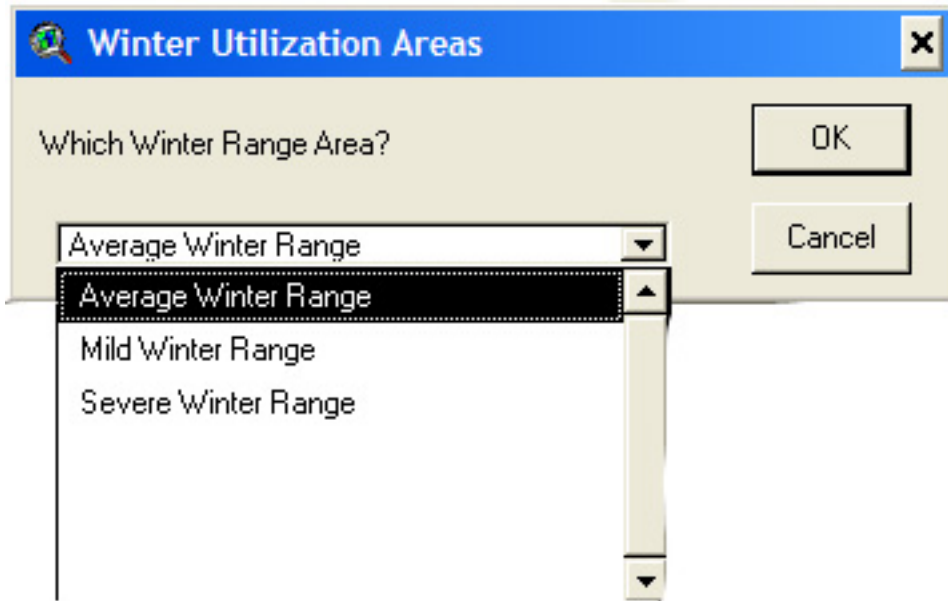 Winter Utilization Areas
Which Winter Range Area?
OK
Average Winter Range
Cancel
Average Winter Range
Mild Winter Range
Severe Winter Range